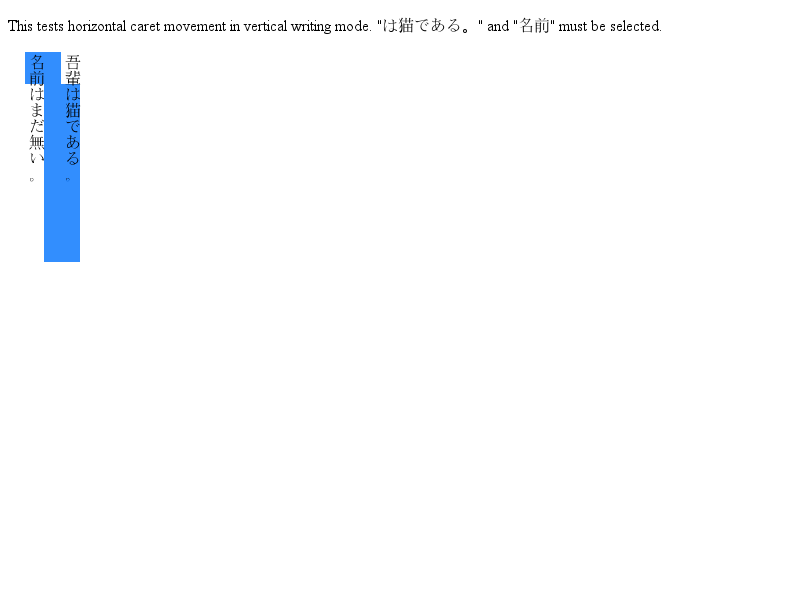 This tests horizontal caret movement in vertical writing mode. "は猫である。" and "名前" must be selected.
吾輩は猫である。
名前はまだ無い。